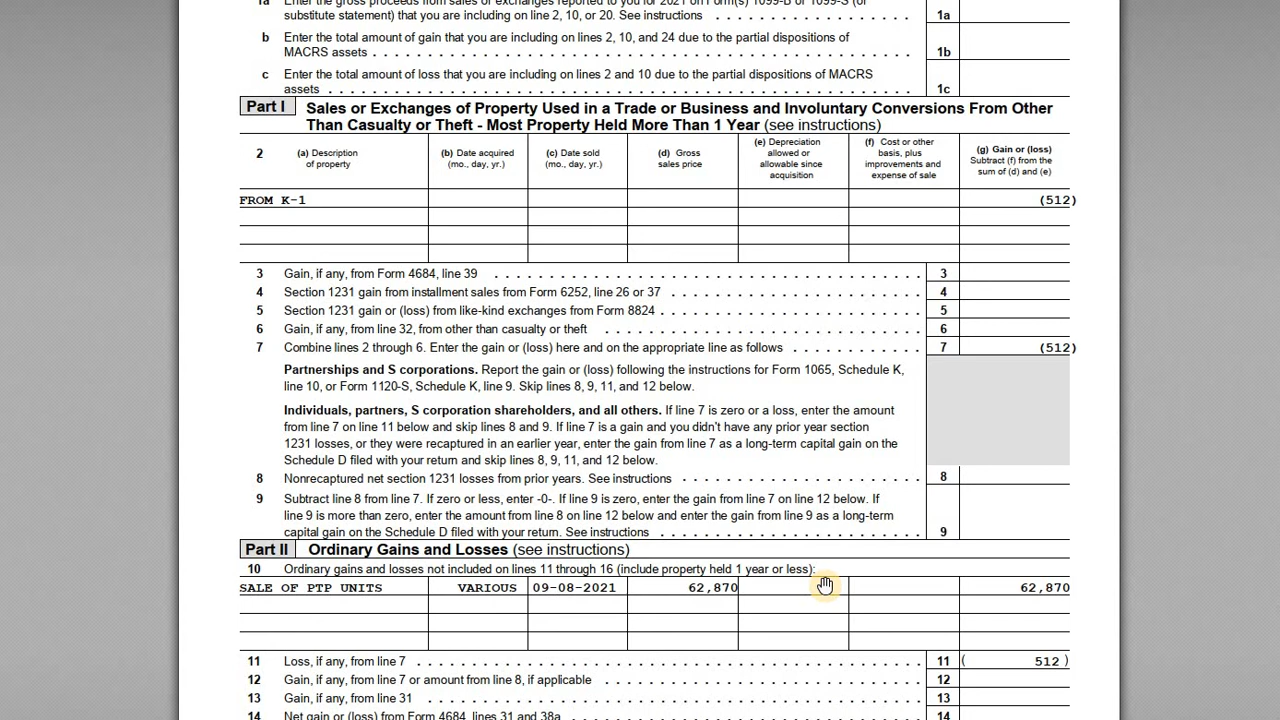 1a Enter the gross proceeds from sales or exchanges reported to you for 2021 on Form(s) 1099-B or 1099-S (or
substitute statement) that you are including on line 2, 10, or 20. See instructions . . . . . . . . . . . . . . . 1a
b Enter the total amount of gain that you are including on lines 2, 10, and 24 due to the partial dispositions of
MACRS assets . . . . . . . . . . . . . . . . . . . . 1b
c Enter the total amount of loss that you are including on lines 2 and 10 due to the partial dispositions of MACRS
assets . . . . . . . . . . . . . . . . . . . . 1c
Part I Sales or Exchanges of Property Used in a Trade or Business and Involuntary Conversions From Other
Than Casualty or Theft - Most Property Held More Than 1 Year (see instructions)
2 (a) Description
of property
(b) Date acquired
(mo., day, yr.)
(c) Date sold
(mo., day, yr.)
(d) Gross
sales price
(e) Depreciation
allowed or
allowable since
acquisition
(f) Cost or other
basis, plus
improvements and
expense of sale
(g) Gain or (loss)
Subtract (f) from the
sum of (d) and (e)
FROM K-1 (512)
3 Gain, if any, from Form 4684, line 39 . . . . . . . . . . . . . . . 3
4 Section 1231 gain from installment sales from Form 6252, line 26 or 37 . . . . . . . . . . . . . . . 4
5 Section 1231 gain or (loss) from like-kind exchanges from Form 8824 . . . . . . . . . . . . . . . 5
6 Gain, if any, from line 32, from other than casualty or theft . . . . . . . . . . . . . . . 6
7 Combine lines 2 through 6. Enter the gain or (loss) here and on the appropriate line as follows . . . . . . . . . . . . 7 (512)
Partnerships and S corporations. Report the gain or (loss) following the instructions for Form 1065, Schedule K,
line 10, or Form 1120-S, Schedule K, line 9. Skip lines 8, 9, 11, and 12 below.
Individuals, partners, S corporation shareholders, and all others. If line 7 is zero or a loss, enter the amount
from line 7 on line 11 below and skip lines 8 and 9. If line 7 is a gain and you didn't have any prior year section
1231 losses, or they were recaptured in an earlier year, enter the gain from line 7 as a long-term capital gain on the
Schedule D filed with your return and skip lines 8, 9, 11, and 12 below.
8 Nonrecaptured net section 1231 losses from prior years. See instructions . . . . . . . . . . . . . . . 8
9 Subtract line 8 from line 7. If zero or less, enter -0-. If line 9 is zero, enter the gain from line 7 on line 12 below. If
line 9 is more than zero, enter the amount from line 8 on line 12 below and enter the gain from line 9 as a long-term
capital gain on the Schedule D filed with your return. See instructions . . . . . . . . . . . . . . . 9
Part II Ordinary Gains and Losses (see instructions)
10 Ordinary gains and losses not included on lines 11 through 16 (include property held 1 year or less):
SALE OF PTP UNITS VARIOUS 09-08-2021 62,870 62,870
11 Loss, if any, from line 7 . . . . . . . . . . . . . . . 11 ( 512 )
12 Gain, if any, from line 7 or amount from line 8, if applicable . . . . . . . . . . . . . . . 12
13 Gain, if any, from line 31 . . . . . . . . . . . . . . . 13
14 Net gain or (loss) from Form 4684, lines 31 and 38a . . . . . . . . . . . . . . . 14